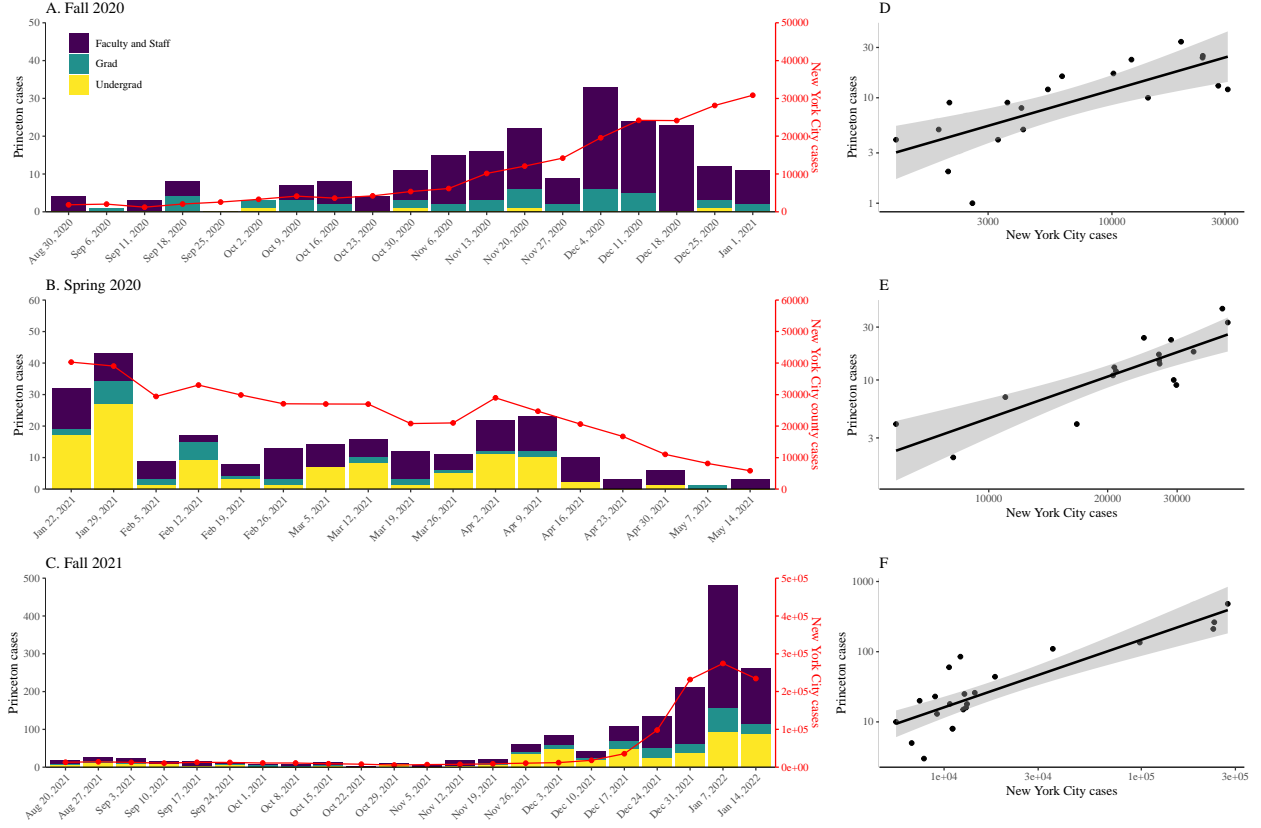 A. Fall 2020
50
40
30
20
10
0
Princeton cases
Faculty and Staff
Grad
Undergrad
50000
40000
30000
20000
10000
0
New York City cases
Aug 30, 2020
Sep 6, 2020
Sep 11, 2020
Sep 18, 2020
Sep 25, 2020
Oct 2, 2020
Oct 9, 2020
Oct 16, 2020
Oct 23, 2020
Oct 30, 2020
Nov 6, 2020
Nov 13, 2020
Nov 20, 2020
Nov 27, 2020
Dec 4, 2020
Dec 11, 2020
Dec 18, 2020
Dec 25, 2020
Jan 1, 2021
D
30
10
3
1
Princeton cases
3000
10000
30000
New York City cases
B. Spring 2020
60
50
40
30
20
10
0
Princeton cases
60000
50000
40000
30000
20000
10000
0
New York City county cases
Jan 22, 2021
Jan 29, 2021
Feb 5, 2021
Feb 12, 2021
Feb 19, 2021
Feb 26, 2021
Mar 5, 2021
Mar 12, 2021
Mar 19, 2021
Mar 26, 2021
Apr 2, 2021
Apr 9, 2021
Apr 16, 2021
Apr 23, 2021
Apr 30, 2021
May 7, 2021
May 14, 2021
E
30
10
3
Princeton cases
10000
20000
30000
New York City cases
C. Fall 2021
500
400
300
200
100
0
Princeton cases
5e+05
4e+05
3e+05
2e+05
1e+05
0e+00
New York City cases
Aug 20, 2021
Aug 27, 2021
Sep 3, 2021
Sep 10, 2021
Sep 17, 2021
Sep 24, 2021
Oct 1, 2021
Oct 8, 2021
Oct 15, 2021
Oct 22, 2021
Oct 29, 2021
Nov 5, 2021
Nov 12, 2021
Nov 19, 2021
Nov 26, 2021
Dec 3, 2021
Dec 10, 2021
Dec 17, 2021
Dec 24, 2021
Dec 31, 2021
Jan 7, 2022
Jan 14, 2022
F
1000
100
10
Princeton cases
1e+04
3e+04
1e+05
3e+05
New York City cases